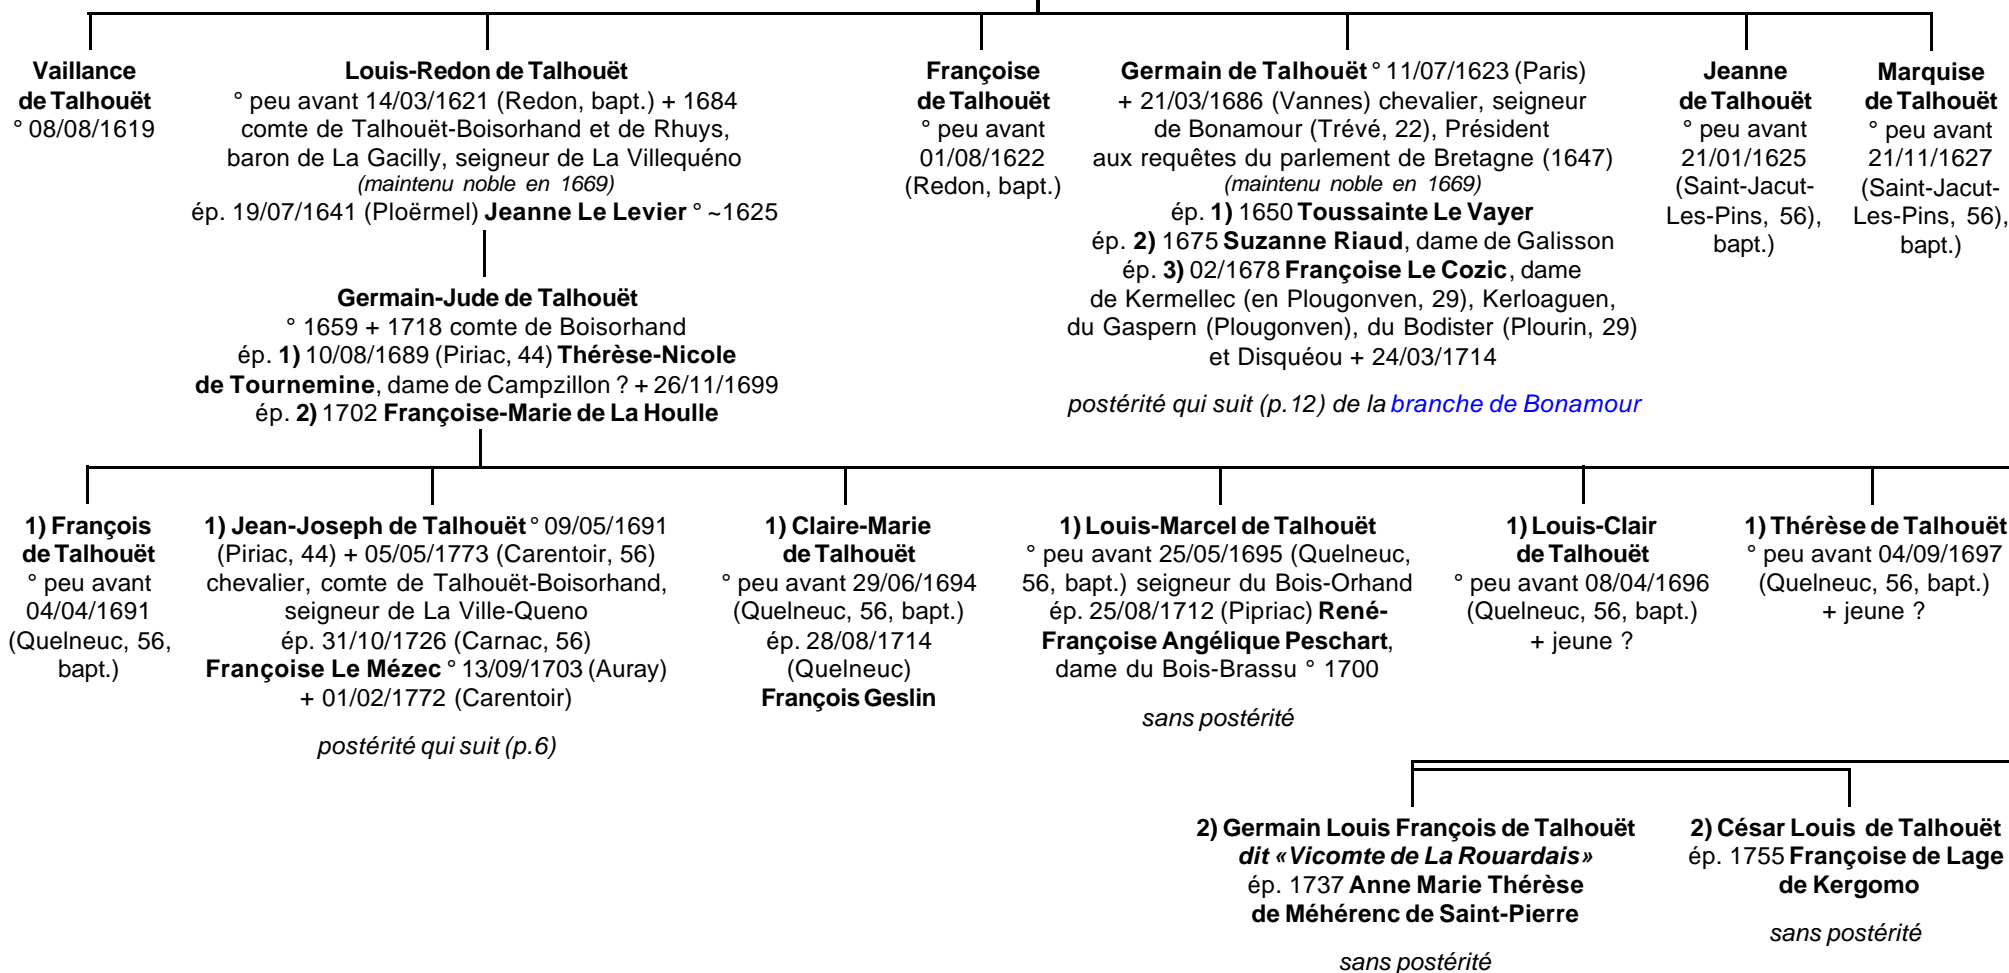 Vaillance
de Talhouët
° 08/08/1619
Louis-Redon de Talhouët
° peu avant 14/03/1621 (Redon, bapt.) + 1684
comte de Talhouët-Boisorhand et de Rhuys,
baron de La Gacilly, seigneur de La Villequéno
(maintenu noble en 1669)
ép. 19/07/1641 (Ploërmel) Jeanne Le Levier ° ~1625
Françoise
de Talhouët
° peu avant
01/08/1622
(Redon, bapt.)
Germain de Talhouët ° 11/07/1623 (Paris)
+ 21/03/1686 (Vannes) chevalier, seigneur
de Bonamour (Trévé, 22), Président
aux requêtes du parlement de Bretagne (1647)
(maintenu noble en 1669)
ép. 1) 1650 Toussainte Le Vayer
ép. 2) 1675 Suzanne Riaud, dame de Galisson
ép. 3) 02/1678 Françoise Le Cozic, dame
de Kermellec (en Plougonven, 29), Kerloaguen,
du Gaspern (Plougonven), du Bodister (Plourin, 29)
et Disquéou + 24/03/1714
postérité qui suit (p.12) de la branche de Bonamour
Jeanne
de Talhouët
° peu avant
21/01/1625
(Saint-Jacut-
Les-Pins, 56),
bapt.)
Marquise
de Talhouët
° peu avant
21/11/1627
(Saint-Jacut-
Les-Pins, 56),
bapt.)
Germain-Jude de Talhouët
° 1659 + 1718 comte de Boisorhand
ép. 1) 10/08/1689 (Piriac, 44) Thérèse-Nicole
de Tournemine, dame de Campzillon ? + 26/11/1699
ép. 2) 1702 Françoise-Marie de La Houlle
1) François
de Talhouët
° peu avant
04/04/1691
(Quelneuc, 56,
bapt.)
1) Jean-Joseph de Talhouët ° 09/05/1691
(Piriac, 44) + 05/05/1773 (Carentoir, 56)
chevalier, comte de Talhouët-Boisorhand,
seigneur de La Ville-Queno
ép. 31/10/1726 (Carnac, 56)
Françoise Le Mézec ° 13/09/1703 (Auray)
+ 01/02/1772 (Carentoir)
postérité qui suit (p.6)
1) Claire-Marie
de Talhouët
° peu avant 29/06/1694
(Quelneuc, 56, bapt.)
ép. 28/08/1714
(Quelneuc)
François Geslin
1) Louis-Marcel de Talhouët
° peu avant 25/05/1695 (Quelneuc,
56, bapt.) seigneur du Bois-Orhand
ép. 25/08/1712 (Pipriac) René-
Françoise Angélique Peschart,
dame du Bois-Brassu ° 1700
sans postérité
1) Louis-Clair
de Talhouët
° peu avant 08/04/1696
(Quelneuc, 56, bapt.)
+ jeune ?
1) Thérèse de Talhouët
° peu avant 04/09/1697
(Quelneuc, 56, bapt.)
+ jeune ?
2) Germain Louis François de Talhouët
dit «Vicomte de La Rouardais»
ép. 1737 Anne Marie Thérèse
de Méhérenc de Saint-Pierre
sans postérité
2) César Louis de Talhouët
ép. 1755 Françoise de Lage
de Kergomo
sans postérité